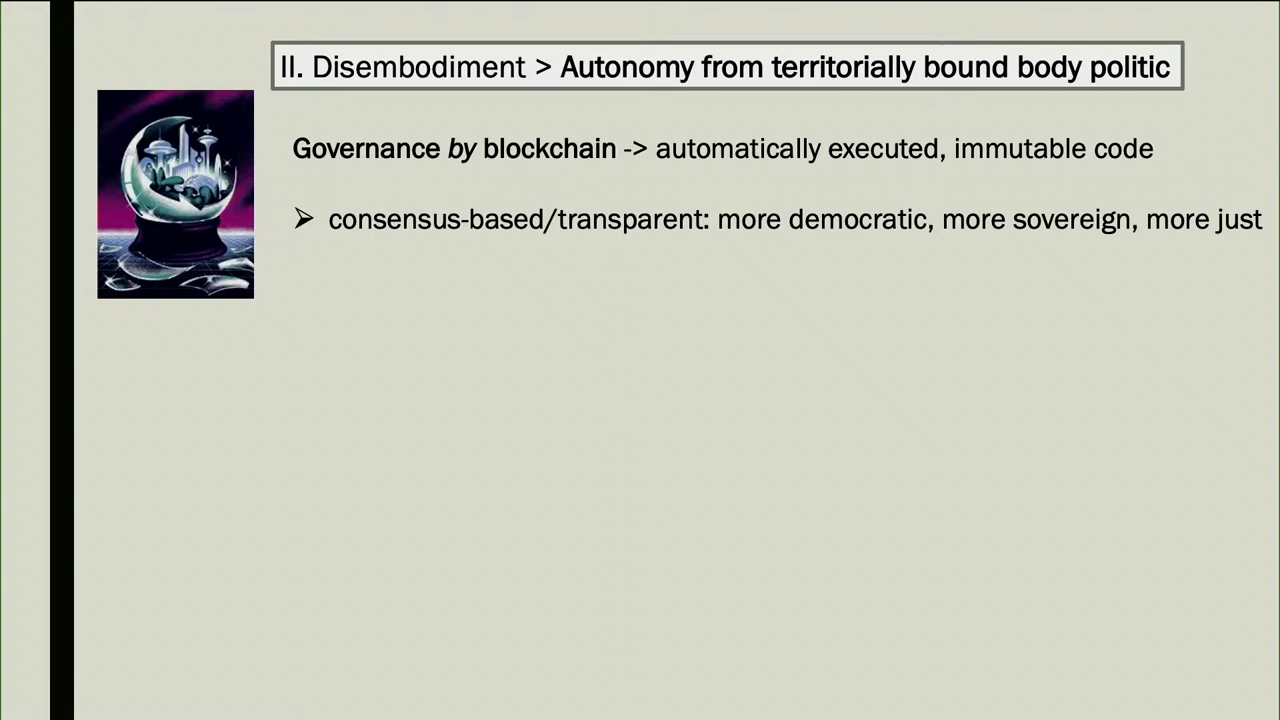 II. Disembodiment > Autonomy from territorially bound body politic
Governance by blockchain -> automatically executed, immutable code
➢ consensus-based/transparent: more democratic, more sovereign, more just